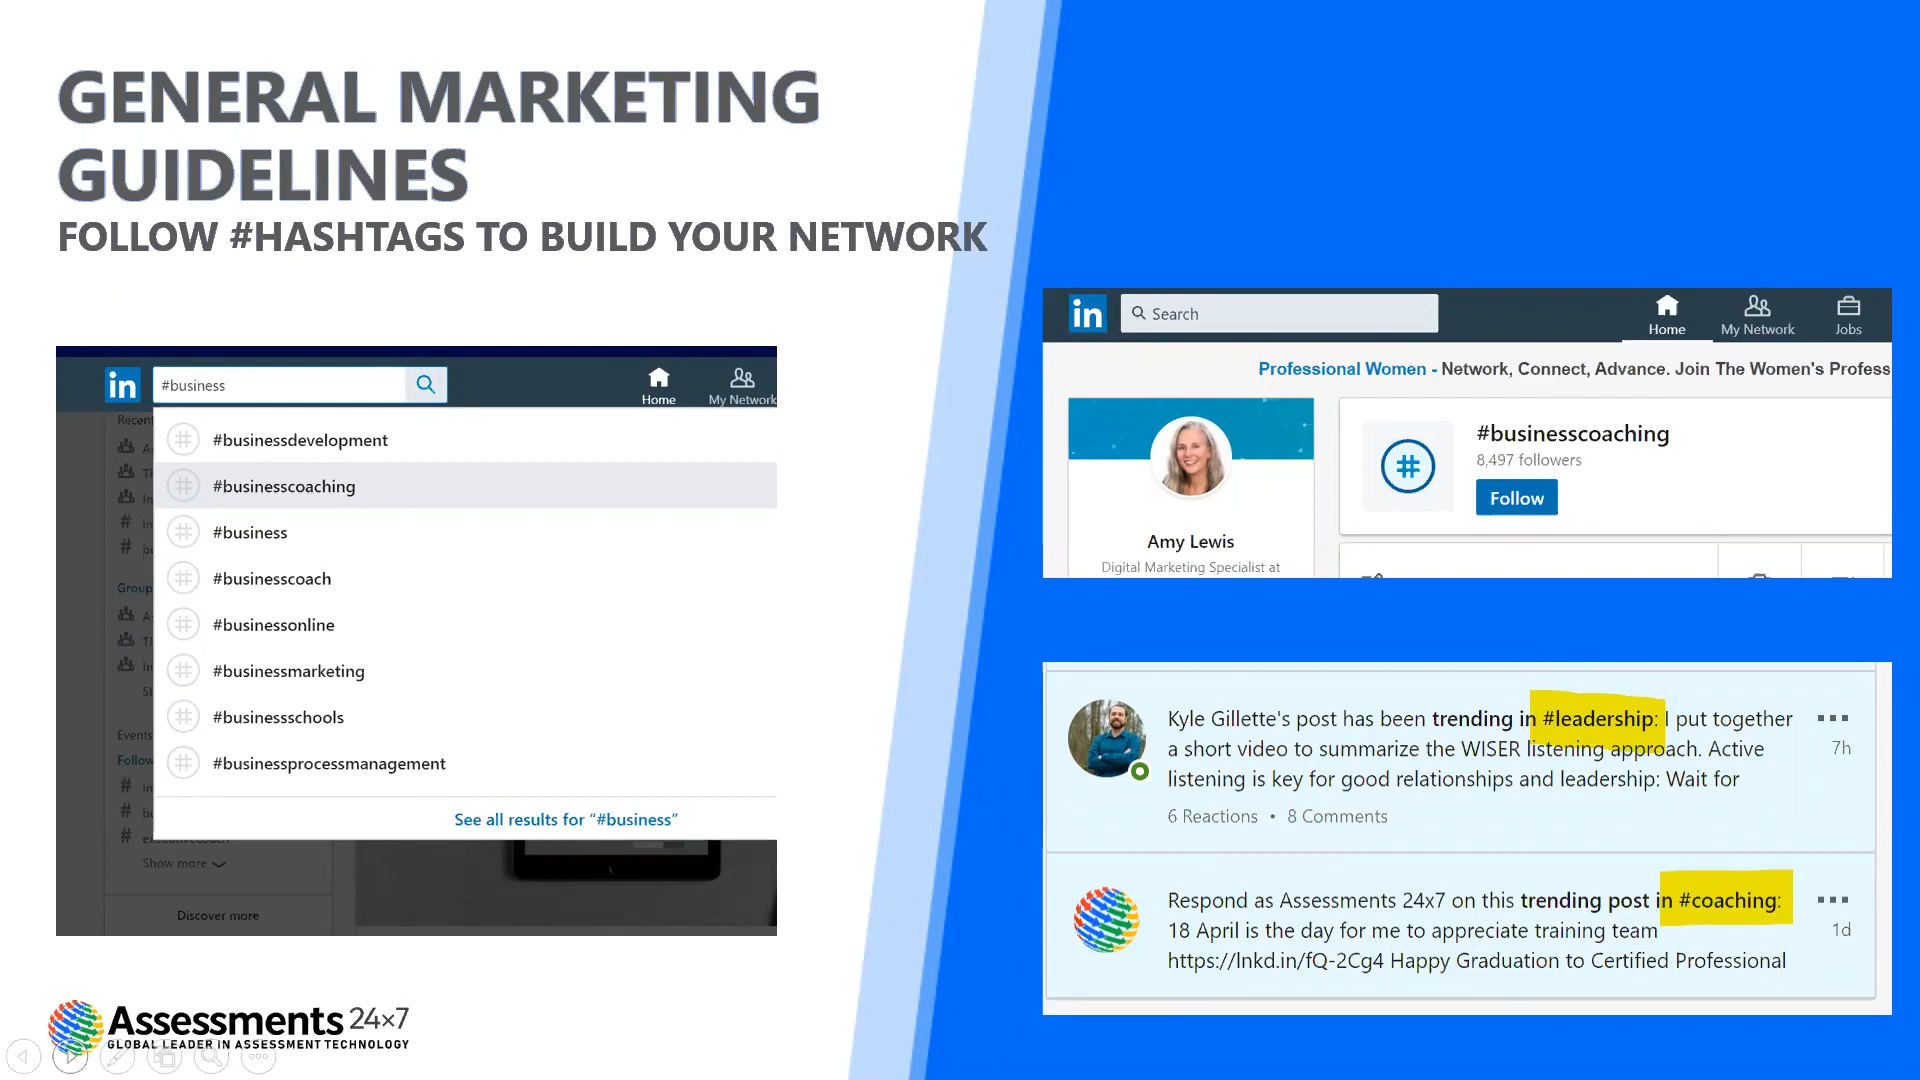 GENERAL MARKETING
GUIDELINES
FOLLOW #HASHTAGS TO BUILD YOUR NETWORK
in
#business
Home
My Network
Recent
#businessdevelopment
#businesscoaching
#business
#businesscoach
#businessonline
#businessmarketing
#businessschools
#businessprocessmanagement
See all results for “#business”
Group
Events
Follow
Show more
Discover more
in
Search
Home
My Network
Jobs
Professional Women - Network, Connect, Advance. Join The Women's Profess
#businesscoaching
8,497 followers
Follow
Amy Lewis
Digital Marketing Specialist at
Kyle Gillette's post has been trending in #leadership: I put together
a short video to summarize the WISER listening approach. Active
listening is key for good relationships and leadership: Wait for
7h
6 Reactions • 8 Comments
Respond as Assessments 24x7 on this trending post in #coaching:
18 April is the day for me to appreciate training team
https://lnkd.in/fQ-2Cg4 Happy Graduation to Certified Professional
1d
Assessments 24x7
GLOBAL LEADER IN ASSESSMENT TECHNOLOGY